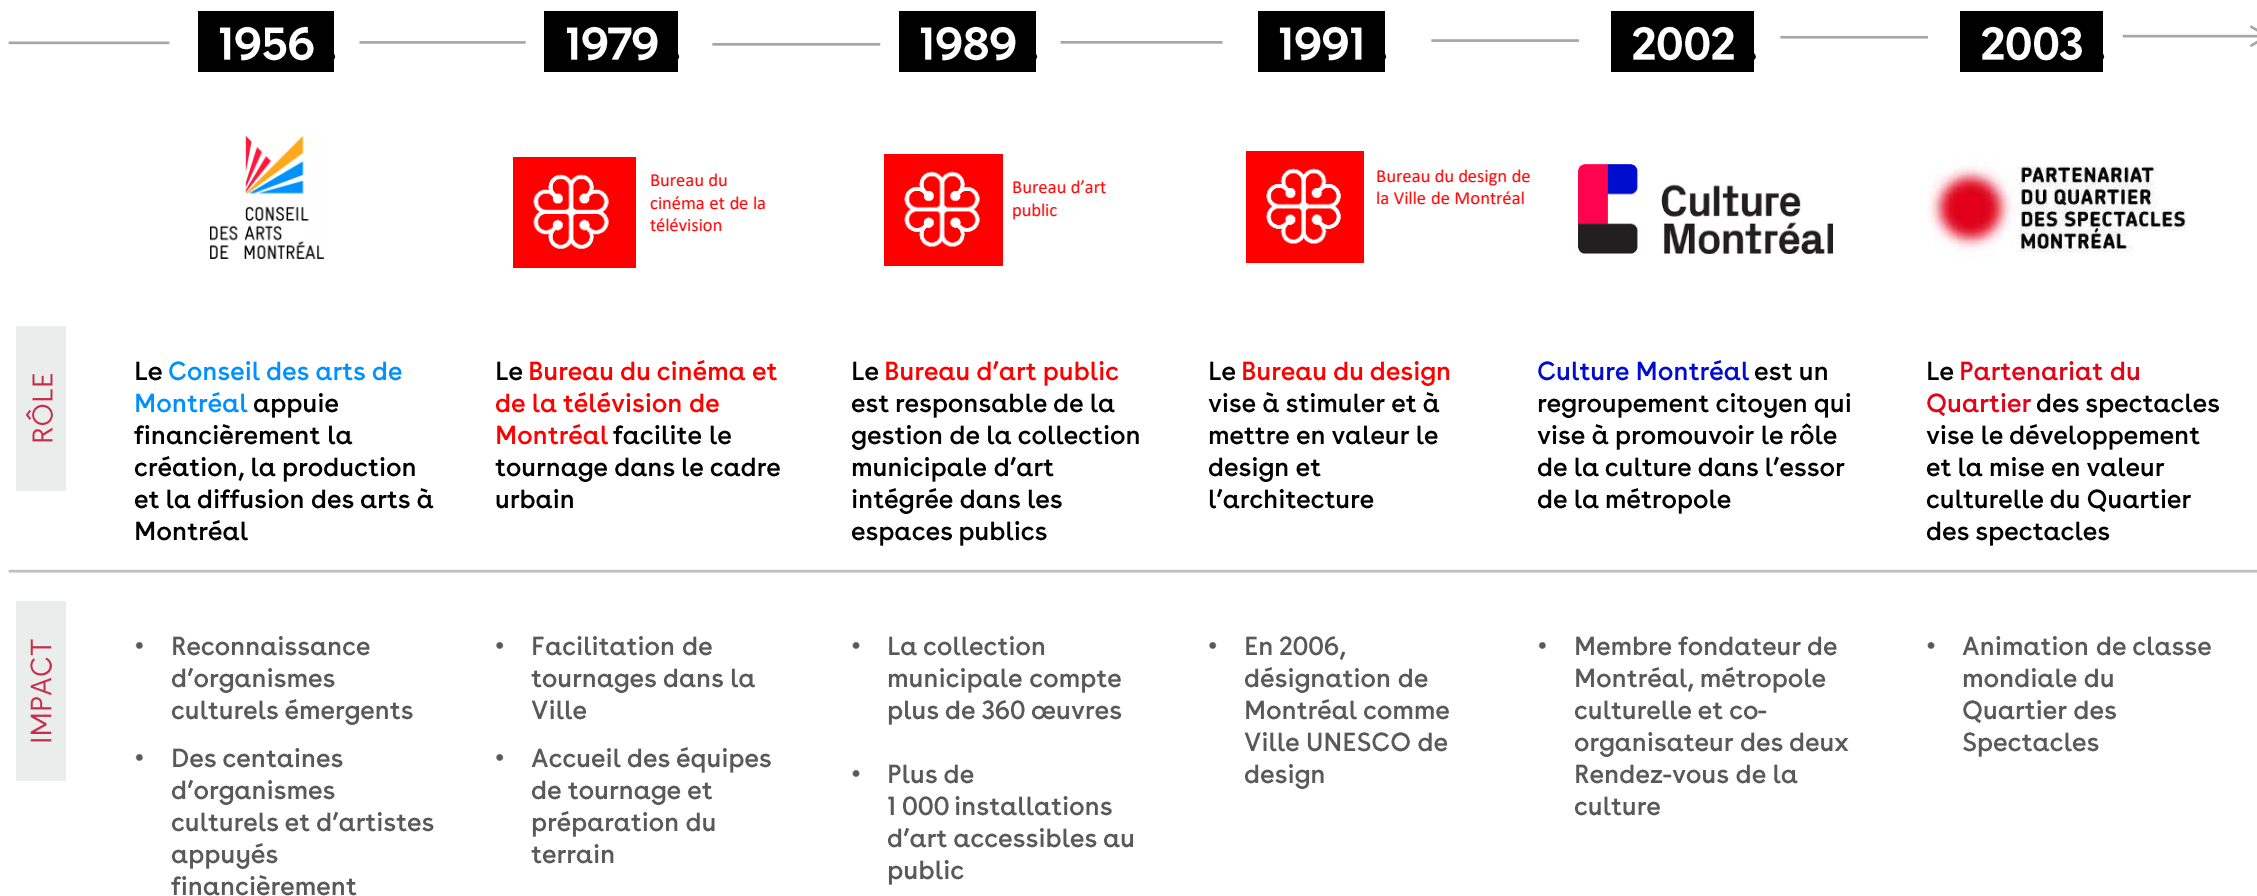 1956
1979
1989
1991
2002
2003
CONSEIL
DES ARTS
DE MONTRÉAL
Bureau du
cinéma et de la
télévision
Bureau d’art
public
Bureau du design de
la Ville de Montréal
Culture
Montréal
PARTENARIAT
DU QUARTIER
DES SPECTACLES
MONTRÉAL
RÔLE
Le Conseil des arts de
Montréal appuie
financièrement la
création, la production
et la diffusion des arts à
Montréal
Le Bureau du cinéma et
de la télévision de
Montréal facilite le
tournage dans le cadre
urbain
Le Bureau d’art public
est responsable de la
gestion de la collection
municipale d’art
intégrée dans les
espaces publics
Le Bureau du design
vise à stimuler et à
mettre en valeur le
design et
l’architecture
Culture Montréal est un
regroupement citoyen qui
vise à promouvoir le rôle
de la culture dans l’essor
de la métropole
Le Partenariat du
Quartier des spectacles
vise le développement
et la mise en valeur
culturelle du Quartier
des spectacles
IMPACT
• Reconnaissance
d’organismes
culturels émergents
• Des centaines
d’organismes
culturels et d’artistes
appuyés
financièrement
• Facilitation de
tournages dans la
Ville
• Accueil des équipes
de tournage et
préparation du
terrain
• La collection
municipale compte
plus de 360 œuvres
• Plus de
1 000 installations
d’art accessibles au
public
• En 2006,
désignation de
Montréal comme
Ville UNESCO de
design
• Membre fondateur de
Montréal, métropole
culturelle et co-
organisateur des deux
Rendez-vous de la
culture
• Animation de classe
mondiale du
Quartier des
Spectacles